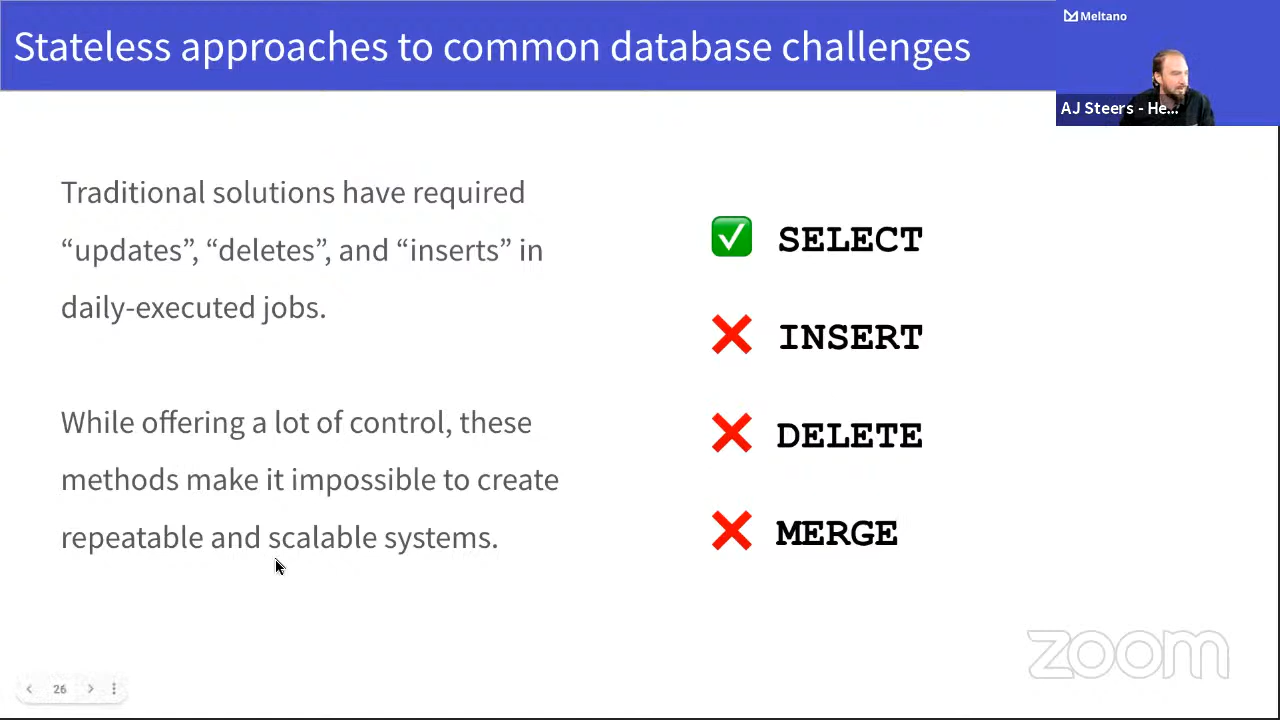 Stateless approaches to common database challenges
Meltano
AJ Steers - He...
Traditional solutions have required
“updates”, “deletes”, and “inserts” in
daily-executed jobs.
While offering a lot of control, these
methods make it impossible to create
repeatable and scalable systems.
SELECT
INSERT
DELETE
MERGE
zoom
26